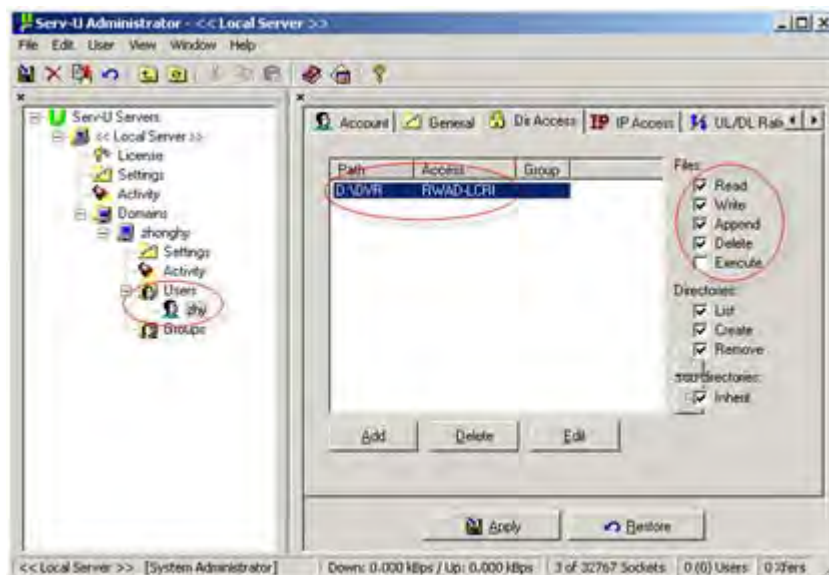 Serv-U Administrator - << Local Server >>
File Edit User View Window Help
Serv-U Servers
<< Local Server >>
License
Settings
Activity
Domains
zhonghy
Settings
Activity
Users
zhy
Groups
Account General Dir Access IP IP Access UL/DL Rati
Path Access Group
D:\DVR RWAD-LCRI
Files:
Read
Write
Append
Delete
Execute
Directories:
List
Create
Remove
directories:
Inherit
Add Delete Edit
Apply Restore
<< Local Server >> [System Administrator] Down: 0.000 kBps / Up: 0.000 kBps 3 of 32767 Sockets 0 (0) Users 0 Xfers